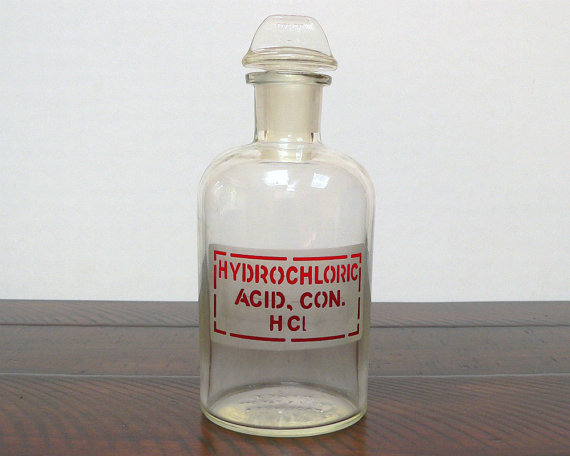 HYDROCHLORIC
ACID, CON.
HCl